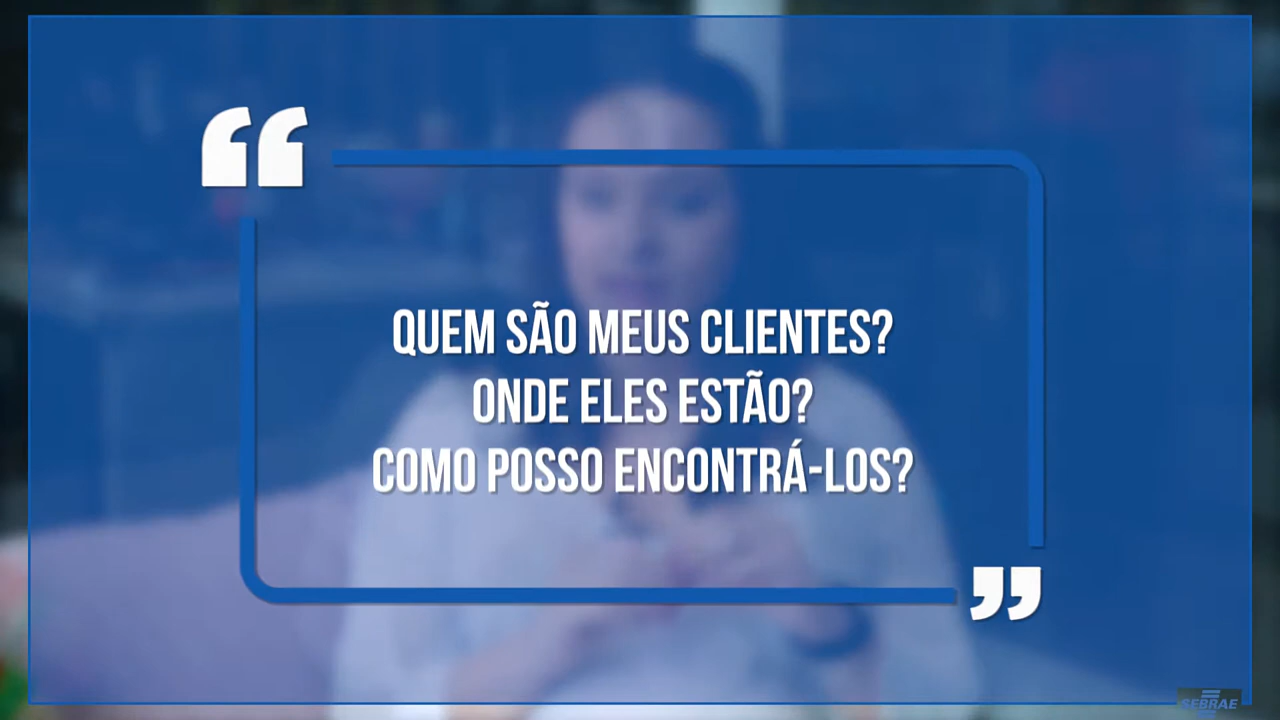 “
QUEM SÃO MEUS CLIENTES?
ONDE ELES ESTÃO?
COMO POSSO ENCONTRÁ-LOS?
”
SEBRAE